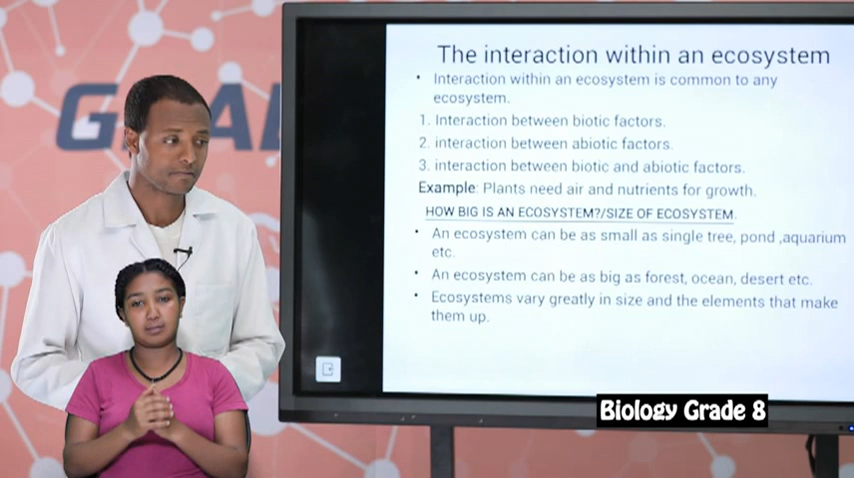 The interaction within an ecosystem
• Interaction within an ecosystem is common to any
ecosystem.
1. Interaction between biotic factors.
2. interaction between abiotic factors.
3. interaction between biotic and abiotic factors.
Example: Plants need air and nutrients for growth.
HOW BIG IS AN ECOSYSTEM?/SIZE OF ECOSYSTEM.
• An ecosystem can be as small as single tree, pond ,aquarium
etc.
• An ecosystem can be as big as forest, ocean, desert etc.
• Ecosystems vary greatly in size and the elements that make
them up.
Biology Grade 8